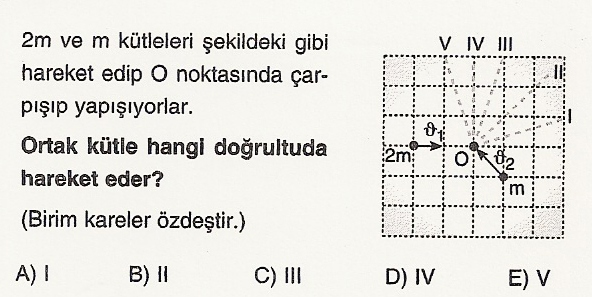 2m ve m kütleleri şekildeki gibi
hareket edip O noktasında çar-
pışıp yapışıyorlar.
Ortak kütle hangi doğrultuda
hareket eder?
(Birim kareler özdeştir.)
V IV III
II
I
ϑ1
2m
O
ϑ2
m
A) I B) II C) III D) IV E) V